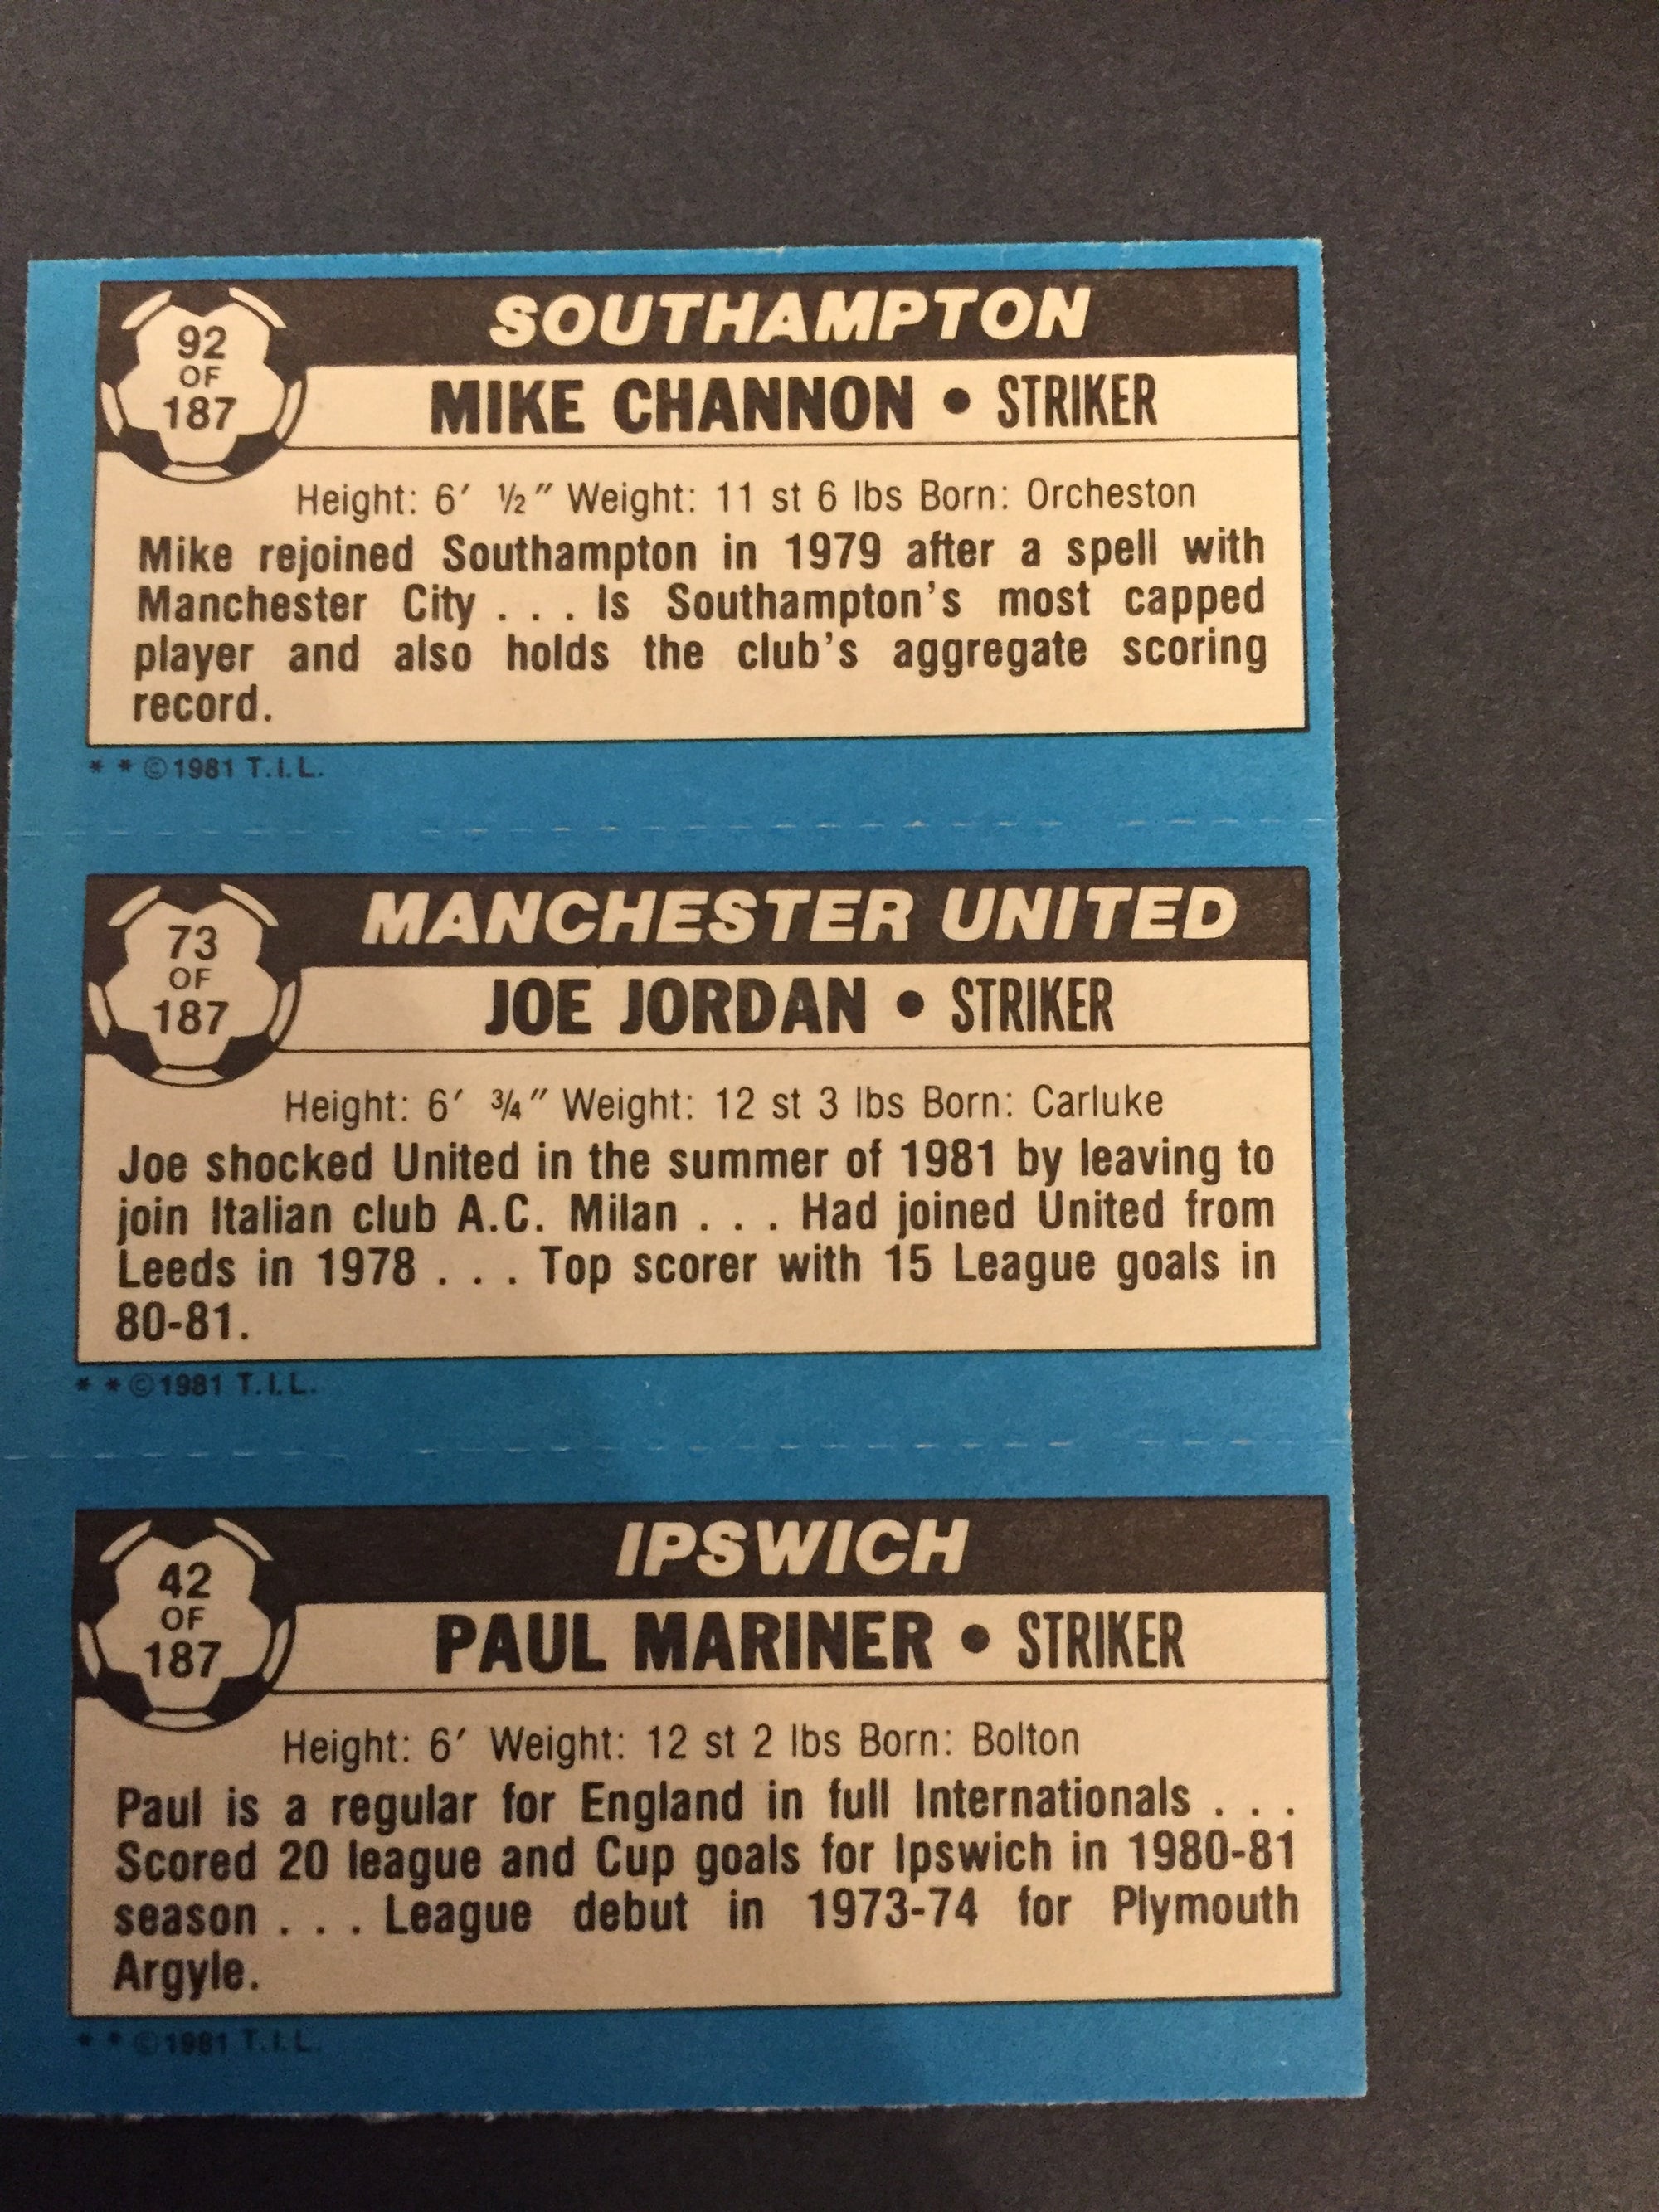 92
OF
187
SOUTHAMPTON
MIKE CHANNON • STRIKER
Height: 6′ ½″ Weight: 11 st 6 lbs Born: Orcheston
Mike rejoined Southampton in 1979 after a spell with
Manchester City . . . Is Southampton's most capped
player and also holds the club's aggregate scoring
record.
* * ©1981 T.I.L.
73
OF
187
MANCHESTER UNITED
JOE JORDAN • STRIKER
Height: 6′ ¾″ Weight: 12 st 3 lbs Born: Carluke
Joe shocked United in the summer of 1981 by leaving to
join Italian club A.C. Milan . . . Had joined United from
Leeds in 1978 . . . Top scorer with 15 League goals in
80-81.
* * ©1981 T.I.L.
42
OF
187
IPSWICH
PAUL MARINER • STRIKER
Height: 6′ Weight: 12 st 2 lbs Born: Bolton
Paul is a regular for England in full Internationals . . .
Scored 20 league and Cup goals for Ipswich in 1980-81
season . . . League debut in 1973-74 for Plymouth
Argyle.
* * ©1981 T.I.L.